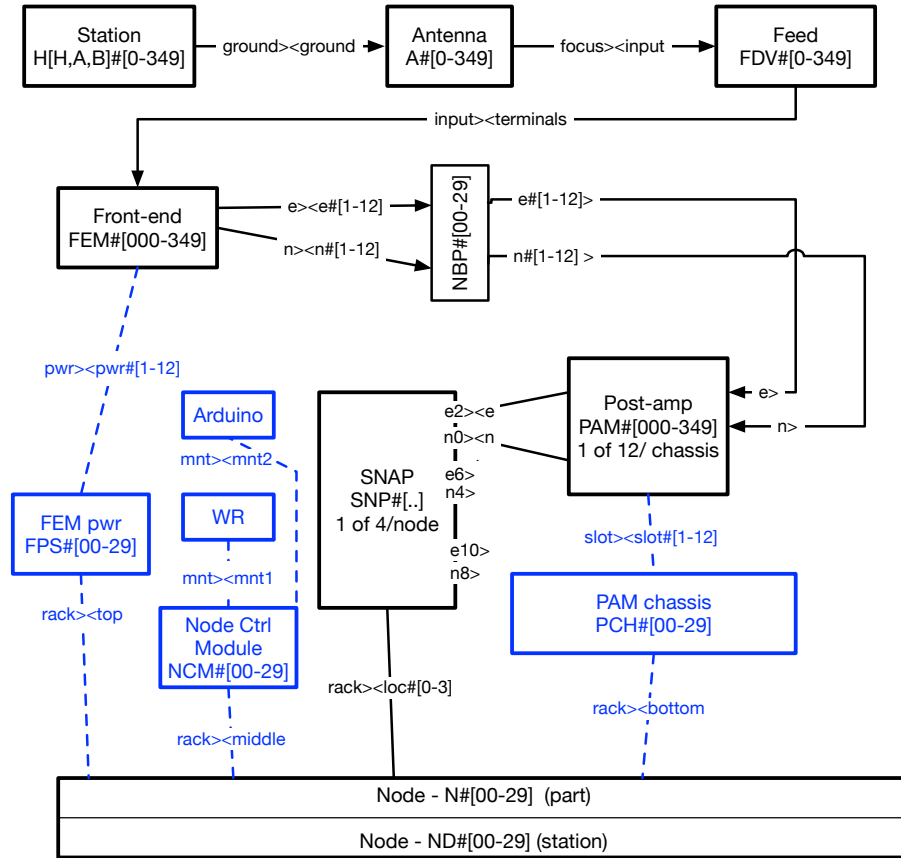 Station
H[H,A,B]#[0-349]
ground><ground
Antenna
A#[0-349]
focus><input
Feed
FDV#[0-349]
input><terminals
Front-end
FEM#[000-349]
e><e#[1-12]
n><n#[1-12]
NBP#[00-29]
e#[1-12]>
n#[1-12] >
pwr><pwr#[1-12]
Arduino
mnt><mnt2
SNAP
SNP#[..]
1 of 4/node
e2><e
n0><n
e6>
n4>
e10>
n8>
Post-amp
PAM#[000-349]
1 of 12/ chassis
e>
n>
FEM pwr
FPS#[00-29]
WR
mnt><mnt1
slot><slot#[1-12]
rack><top
Node Ctrl
Module
NCM#[00-29]
PAM chassis
PCH#[00-29]
rack><middle
rack><loc#[0-3]
rack><bottom
Node - N#[00-29]  (part)
Node - ND#[00-29] (station)